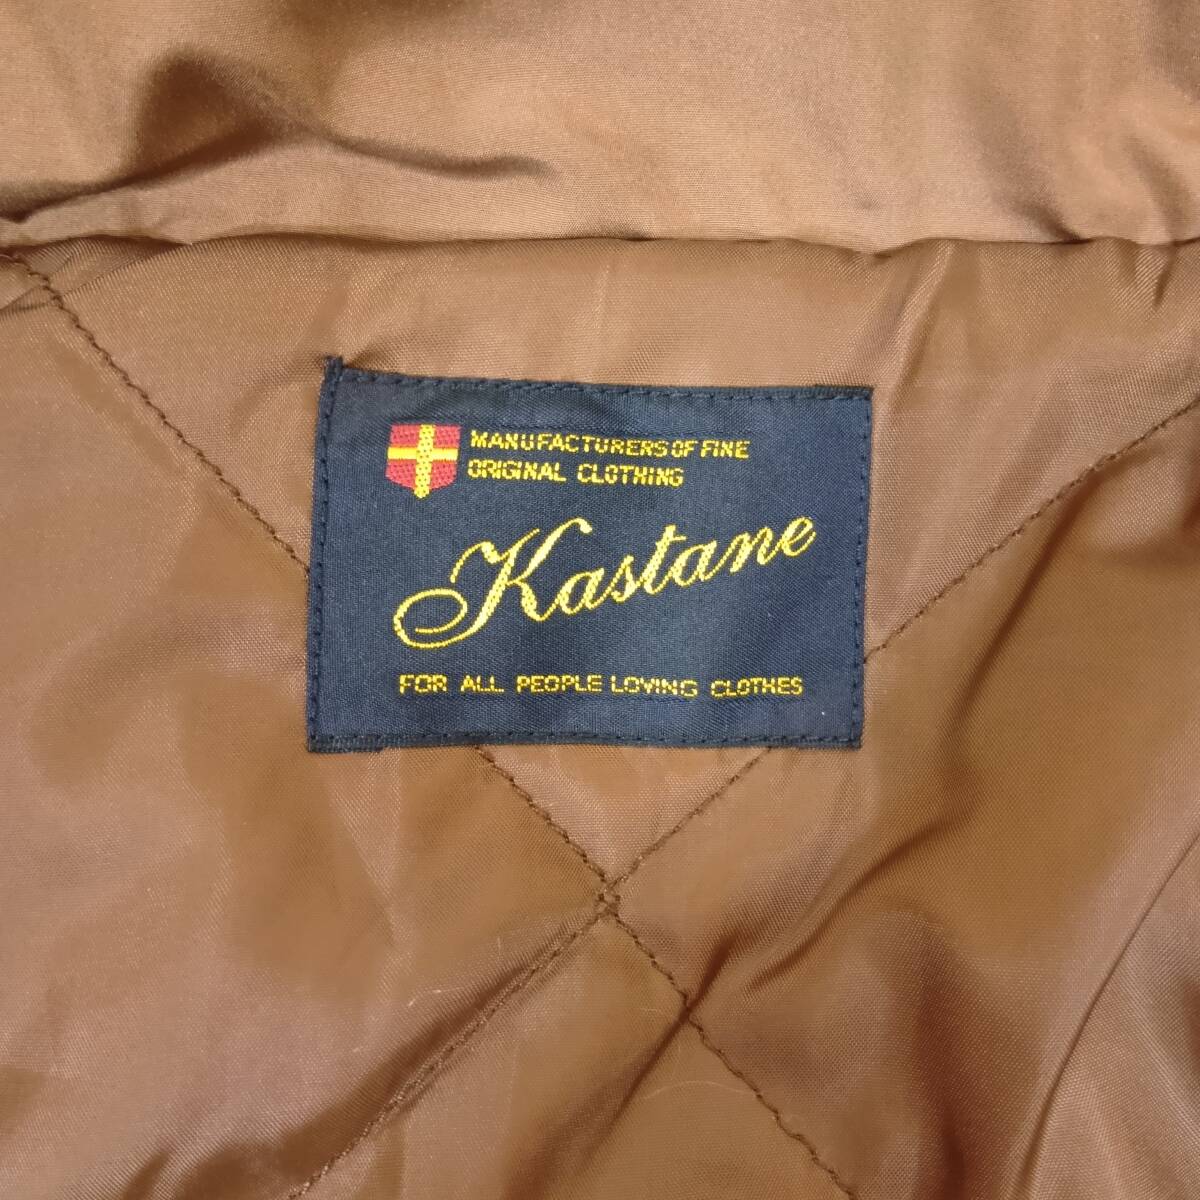 MANUFACTURERS OF FINE
ORIGINAL CLOTHING
Kastane
FOR ALL PEOPLE LOVING CLOTHES